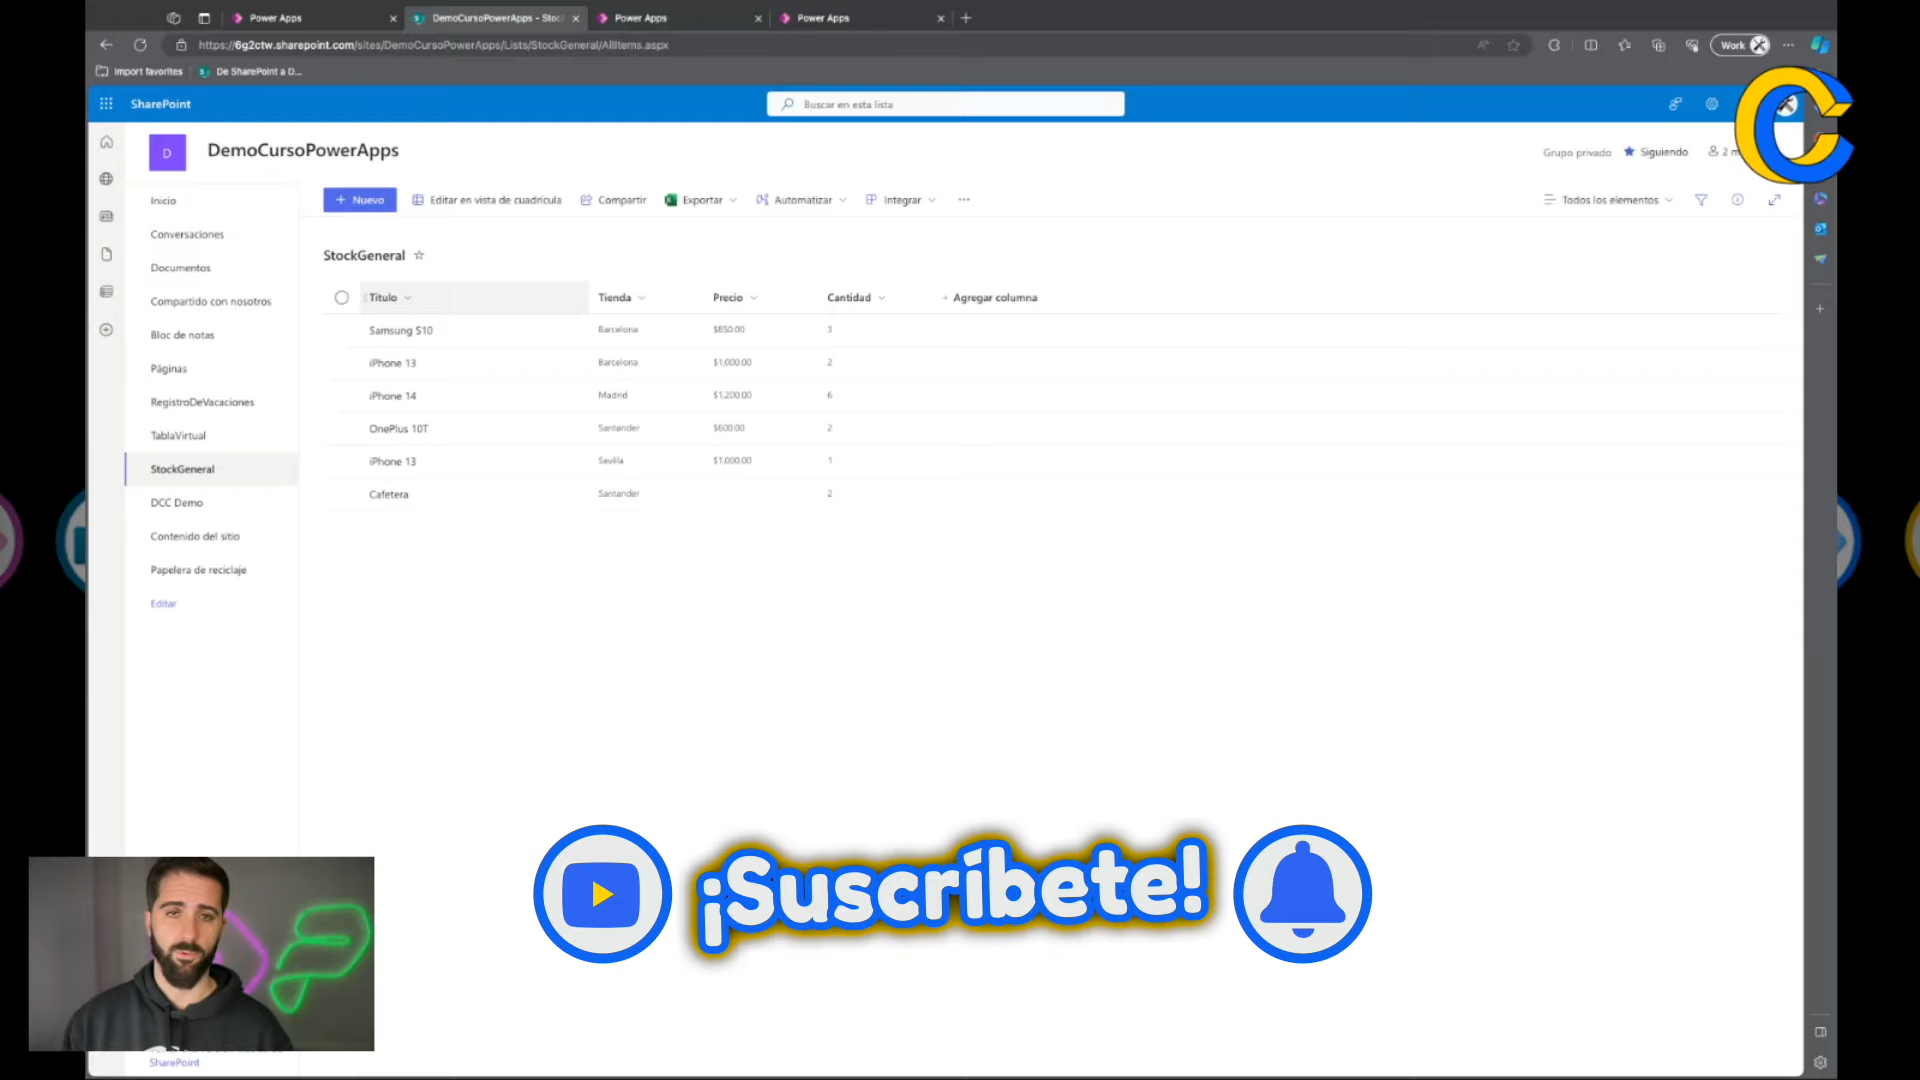 Power Apps
DemoCursoPowerApps - Stoc
Power Apps
Power Apps
https://6g2ctw.sharepoint.com/sites/DemoCursoPowerApps/Lists/StockGeneral/AllItems.aspx
Work
Import favorites
De SharePoint a D...
SharePoint
Buscar en esta lista
D
DemoCursoPowerApps
Grupo privado
Siguiendo
2 m
Inicio
Conversaciones
Documentos
Compartido con nosotros
Bloc de notas
Páginas
RegistroDeVacaciones
TablaVirtual
StockGeneral
DCC Demo
Contenido del sitio
Papelera de reciclaje
Editar
SharePoint
+ Nuevo
Editar en vista de cuadrícula
Compartir
Exportar
Automatizar
Integrar
...
Todos los elementos
StockGeneral
Título Tienda Precio Cantidad + Agregar columna
Samsung S10 Barcelona $850.00 3
iPhone 13 Barcelona $1,000.00 2
iPhone 14 Madrid $1,200.00 6
OnePlus 10T Santander $600.00 2
iPhone 13 Sevilla $1,000.00 1
Cafetera Santander 2
¡Suscríbete!